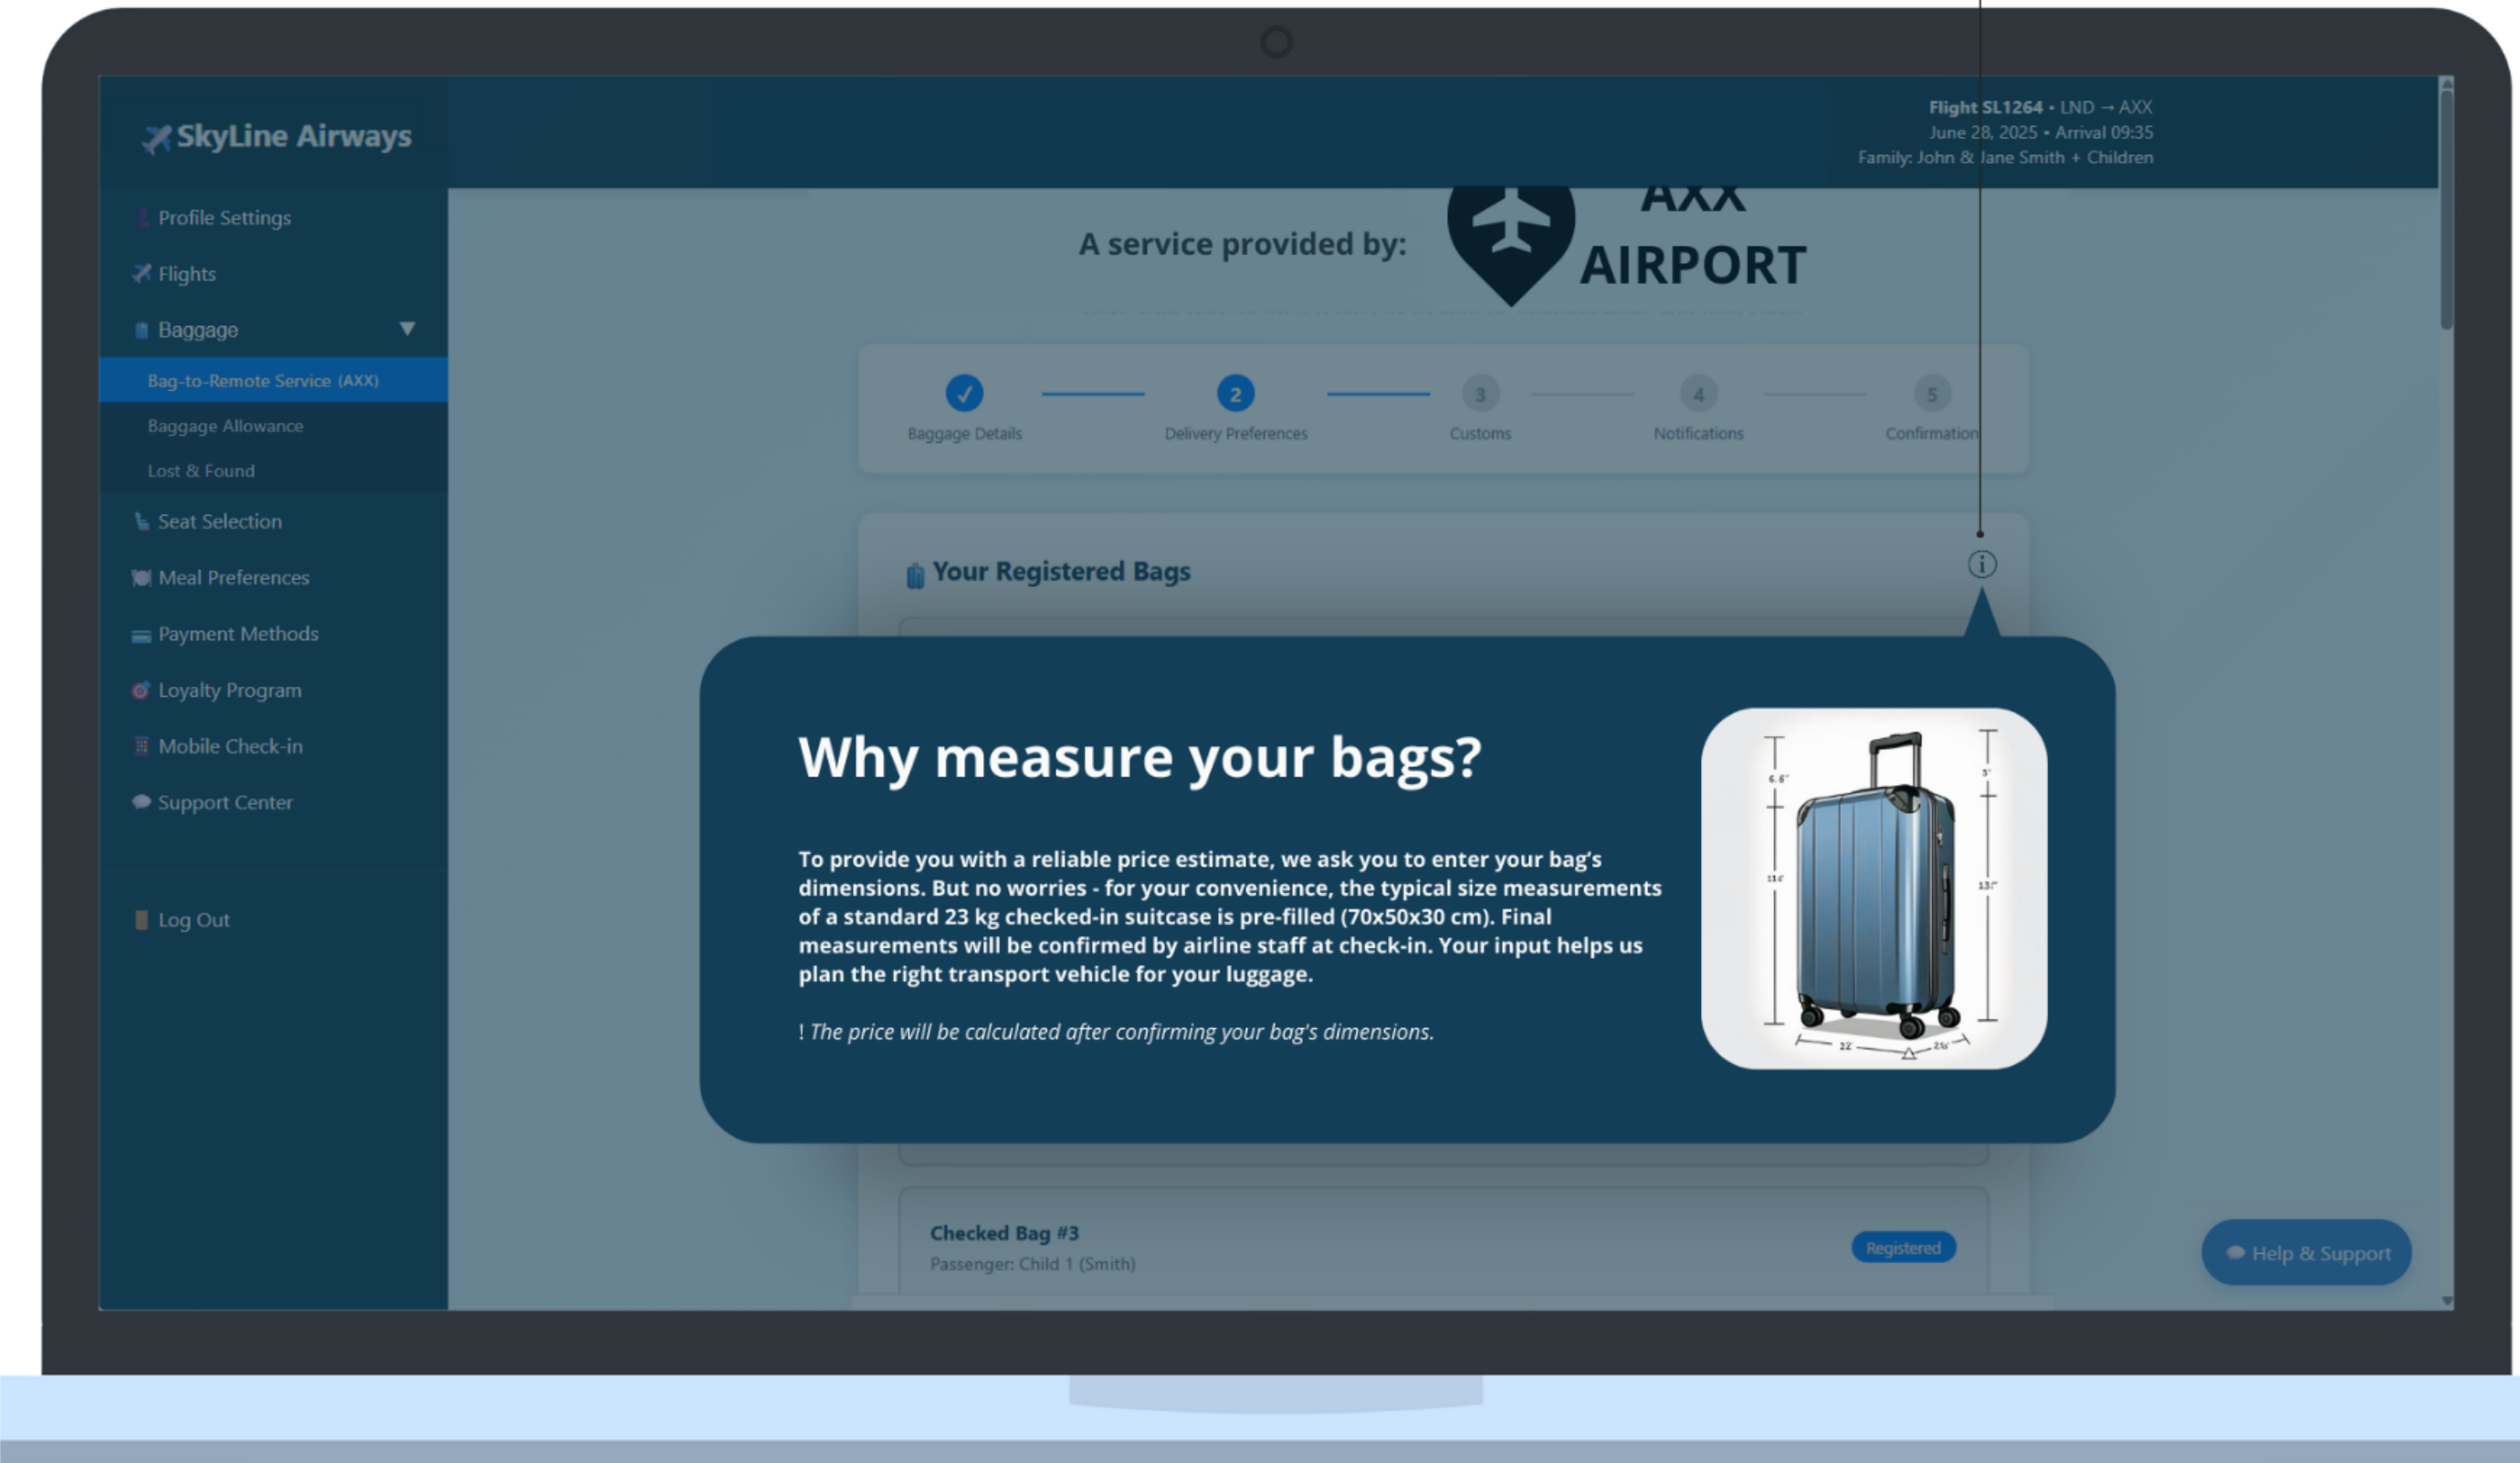 SkyLine Airways
Flight SL1264 • LND → AXX
June 28, 2025 • Arrival 09:35
Family: John & Jane Smith + Children
Profile Settings
Flights
Baggage
Bag-to-Remote Service (AXX)
Baggage Allowance
Lost & Found
Seat Selection
Meal Preferences
Payment Methods
Loyalty Program
Mobile Check-in
Support Center
Log Out
A service provided by:
AXX
AIRPORT
✓
Baggage Details
2
Delivery Preferences
3
Customs
4
Notifications
5
Confirmation
Your Registered Bags
i
Why measure your bags?
To provide you with a reliable price estimate, we ask you to enter your bag's
dimensions. But no worries - for your convenience, the typical size measurements
of a standard 23 kg checked-in suitcase is pre-filled (70x50x30 cm). Final
measurements will be confirmed by airline staff at check-in. Your input helps us
plan the right transport vehicle for your luggage.
! The price will be calculated after confirming your bag's dimensions.
6.6"
5"
22"
Checked Bag #3
Passenger: Child 1 (Smith)
Registered
Help & Support